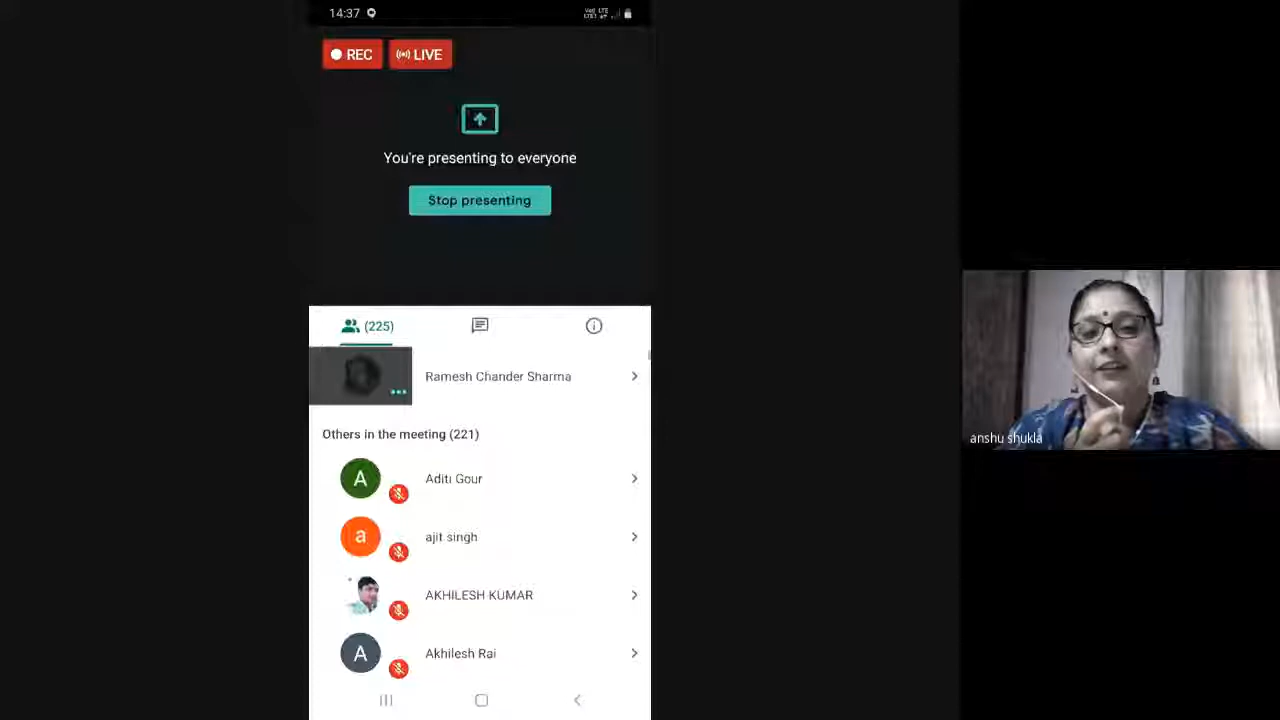 14:37
REC
LIVE
You're presenting to everyone
Stop presenting
(225)
Ramesh Chander Sharma
Others in the meeting (221)
A
Aditi Gour
a
ajit singh
AKHILESH KUMAR
A
Akhilesh Rai
anshu shukla